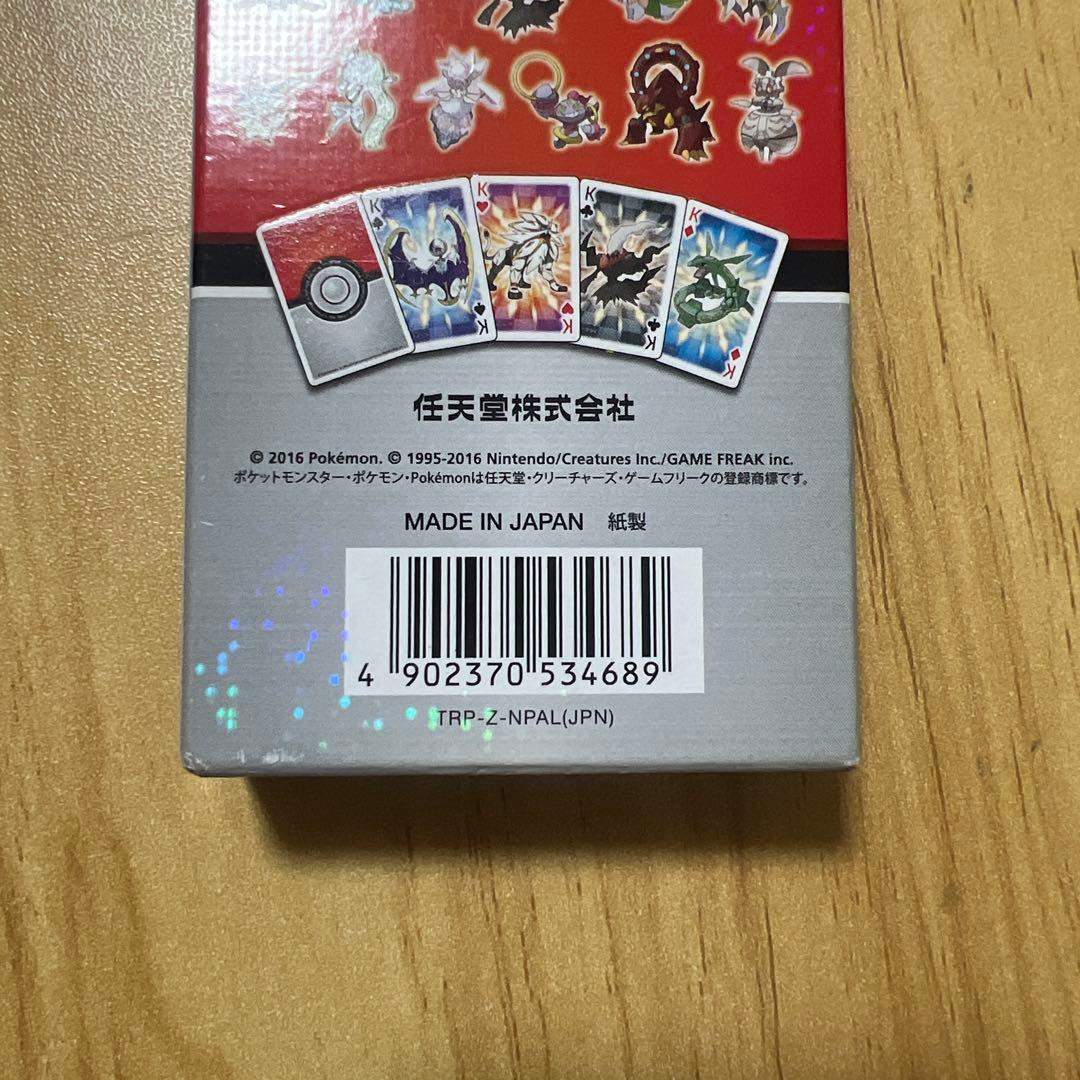 K K K K
K K K K
任天堂株式会社
© 2016 Pokémon. © 1995-2016 Nintendo/Creatures Inc./GAME FREAK inc.
ポケットモンスター・ポケモン・Pokémonは任天堂・クリーチャーズ・ゲームフリークの登録商標です。
MADE IN JAPAN 紙製
4 902370 534689
TRP-Z-NPAL(JPN)